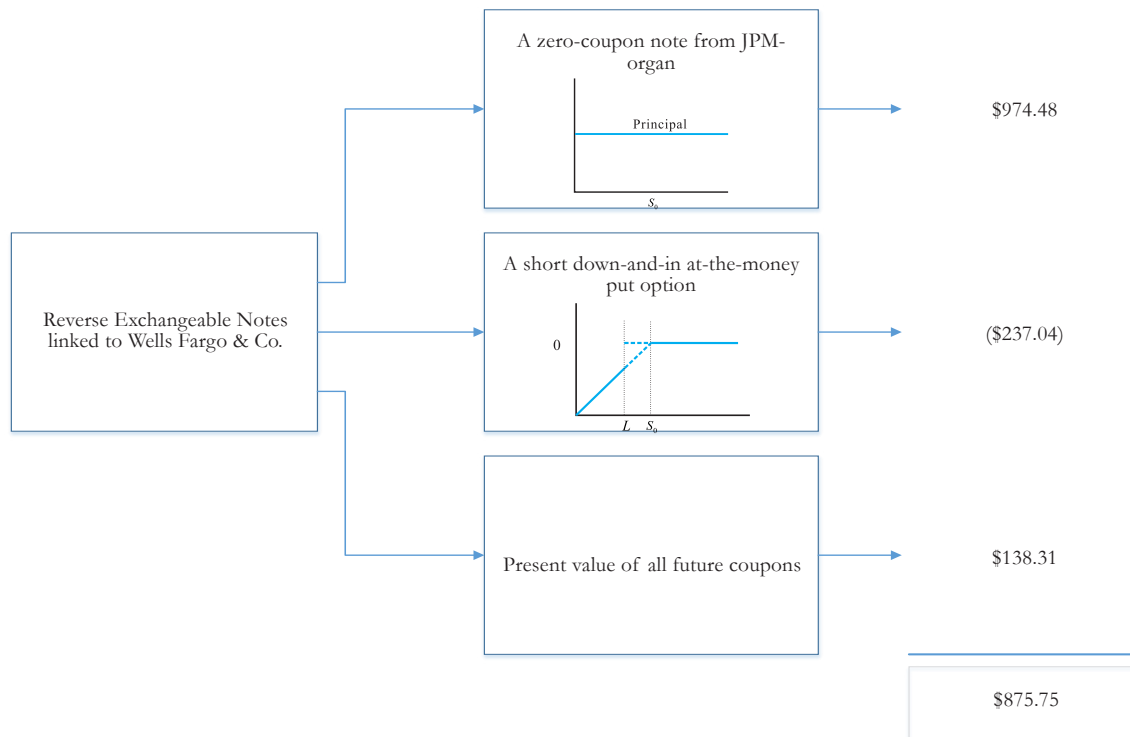 A zero-coupon note from JPM-
organ
Principal
S₀
$974.48
Reverse Exchangeable Notes
linked to Wells Fargo & Co.
A short down-and-in at-the-money
put option
0
L S₀
($237.04)
Present value of all future coupons
$138.31
$875.75